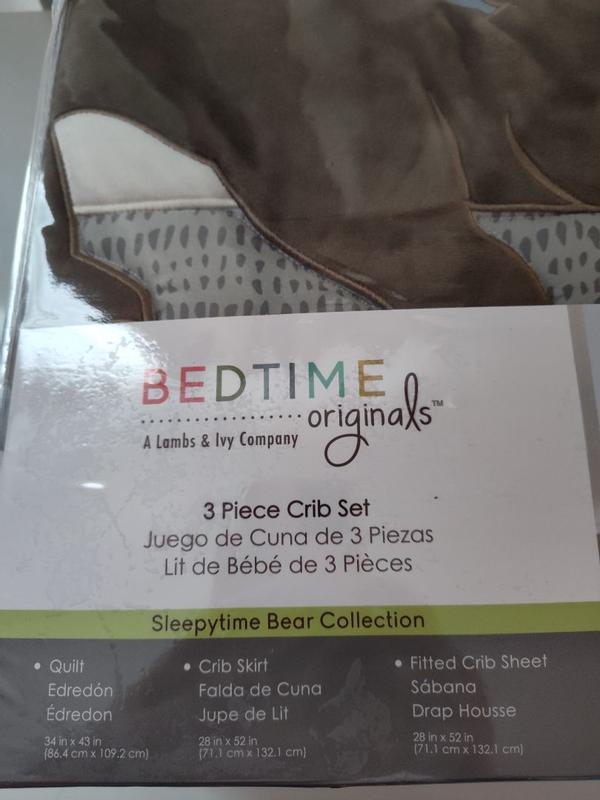 BEDTIME
originals™
A Lambs & Ivy Company
3 Piece Crib Set
Juego de Cuna de 3 Piezas
Lit de Bébé de 3 Pièces
Sleepytime Bear Collection
• Quilt
Edredón
Édredon
34 in x 43 in
(86.4 cm x 109.2 cm)
• Crib Skirt
Falda de Cuna
Jupe de Lit
28 in x 52 in
(71.1 cm x 132.1 cm)
• Fitted Crib Sheet
Sábana
Drap Housse
28 in x 52 in
(71.1 cm x 132.1 cm)